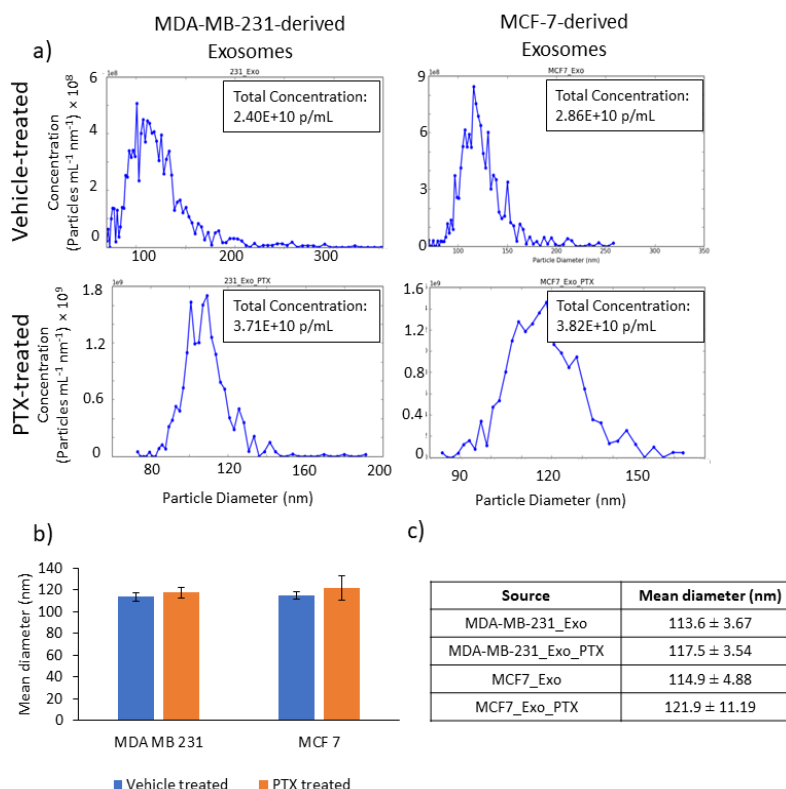 MDA-MB-231-derived
Exosomes
MCF-7-derived
Exosomes
a)
Vehicle-treated
Concentration
(Particles mL-1 nm-1) × 10^8
1e8
231_Exo
Total Concentration:
2.40E+10 p/mL
6
4
2
0
100
200
300
1e8
MCF7_Exo
Total Concentration:
2.86E+10 p/mL
9
6
3
0
50
100
150
200
250
300
350
Particle Diameter (nm)
PTX-treated
Concentration
(Particles mL-1 nm-1) × 10^9
1e9
231_Exo_PTX
Total Concentration:
3.71E+10 p/mL
1.8
1.2
0.6
0
80
120
160
200
Particle Diameter (nm)
1e9
MCF7_Exo_PTX
Total Concentration:
3.82E+10 p/mL
1.6
1.2
0.8
0.4
0
90
120
150
Particle Diameter (nm)
b)
Mean diameter (nm)
140
120
100
80
60
40
20
0
MDA MB 231
MCF 7
Vehicle treated
PTX treated
c)
Source Mean diameter (nm)
MDA-MB-231_Exo 113.6 ± 3.67
MDA-MB-231_Exo_PTX 117.5 ± 3.54
MCF7_Exo 114.9 ± 4.88
MCF7_Exo_PTX 121.9 ± 11.19